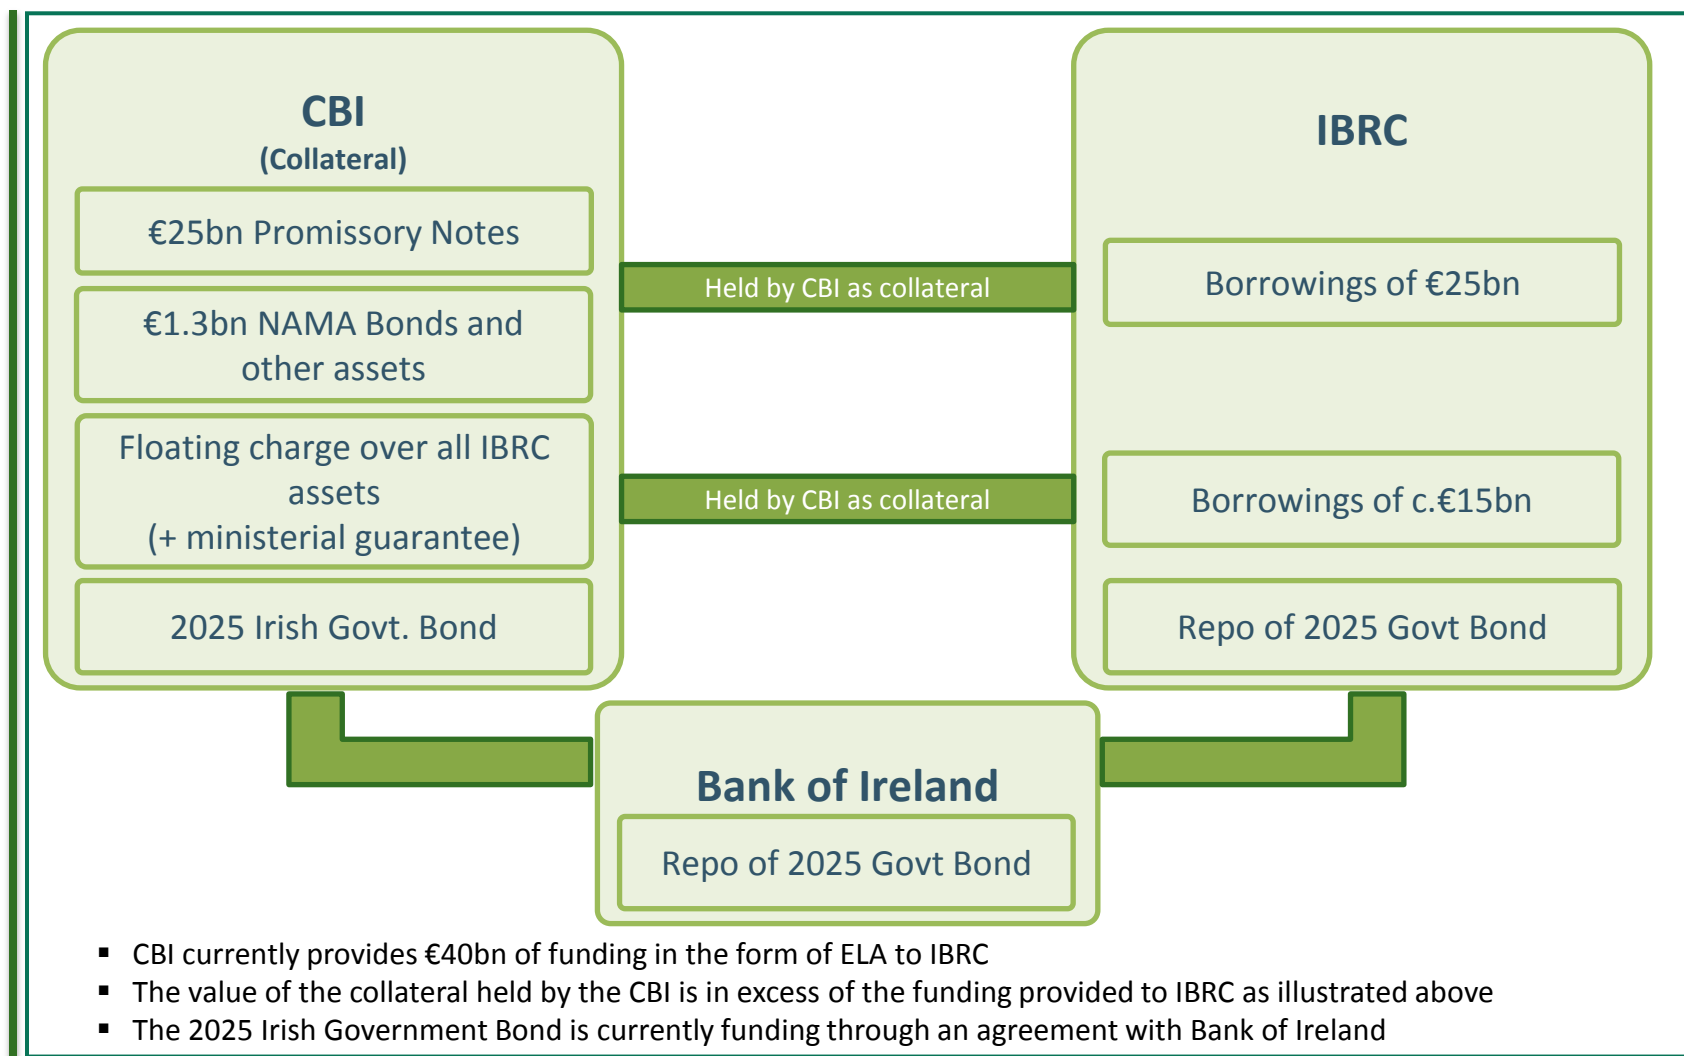 CBI
(Collateral)
€25bn Promissory Notes
€1.3bn NAMA Bonds and
other assets
Floating charge over all IBRC
assets
(+ ministerial guarantee)
2025 Irish Govt. Bond
Held by CBI as collateral
Held by CBI as collateral
IBRC
Borrowings of €25bn
Borrowings of c.€15bn
Repo of 2025 Govt Bond
Bank of Ireland
Repo of 2025 Govt Bond
▪ CBI currently provides €40bn of funding in the form of ELA to IBRC
▪ The value of the collateral held by the CBI is in excess of the funding provided to IBRC as illustrated above
▪ The 2025 Irish Government Bond is currently funding through an agreement with Bank of Ireland